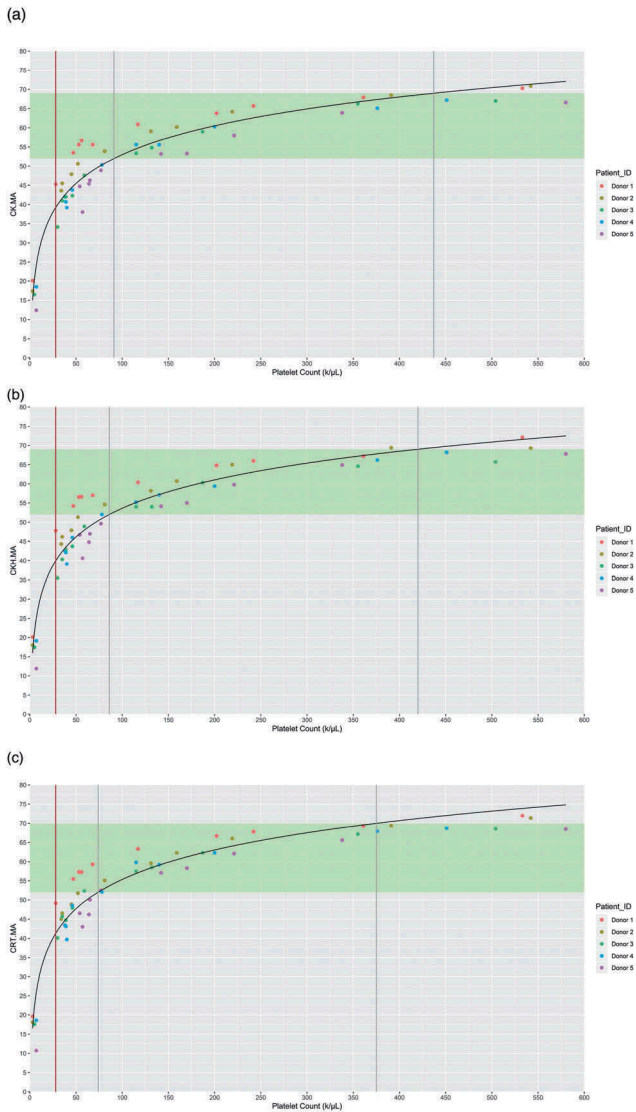 (a)
80
75
70
65
60
55
50
45
40
35
30
25
20
15
10
5
0
CK.MA
0 50 100 150 200 250 300 350 400 450 500 550 600
Platelet Count (k/µL)
Patient_ID
Donor 1
Donor 2
Donor 3
Donor 4
Donor 5
(b)
80
75
70
65
60
55
50
45
40
35
30
25
20
15
10
5
0
CKH.MA
0 50 100 150 200 250 300 350 400 450 500 550 600
Platelet Count (k/µL)
Patient_ID
Donor 1
Donor 2
Donor 3
Donor 4
Donor 5
(c)
80
75
70
65
60
55
50
45
40
35
30
25
20
15
10
5
0
CRT.MA
0 50 100 150 200 250 300 350 400 450 500 550 600
Platelet Count (k/µL)
Patient_ID
Donor 1
Donor 2
Donor 3
Donor 4
Donor 5